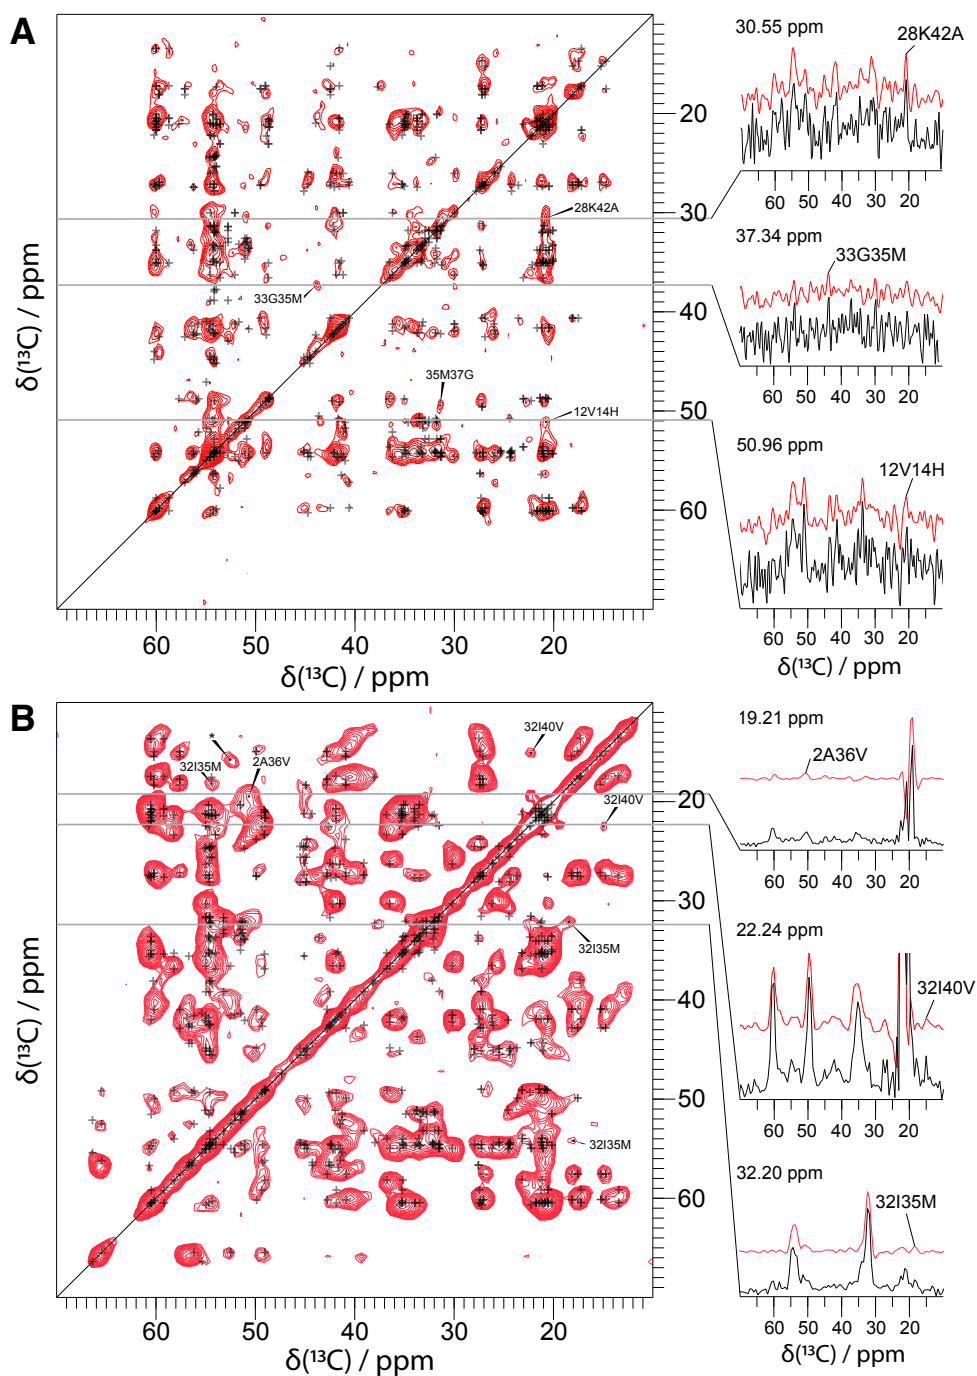 A
30.55 ppm
28K42A
60 50 40 30 20
20
30
40
50
60
28K42A
33G35M
35M37G
12V14H
37.34 ppm
33G35M
60 50 40 30 20
50.96 ppm
12V14H
60 50 40 30 20
δ(¹³C) / ppm
δ(¹³C) / ppm
60 50 40 30 20
δ(¹³C) / ppm
B
19.21 ppm
2A36V
60 50 40 30 20
*
32I35M
2A36V
32I40V
32I40V
32I35M
32I35M
20
30
40
50
60
22.24 ppm
32I40V
60 50 40 30 20
32.20 ppm
32I35M
60 50 40 30 20
δ(¹³C) / ppm
60 50 40 30 20
δ(¹³C) / ppm